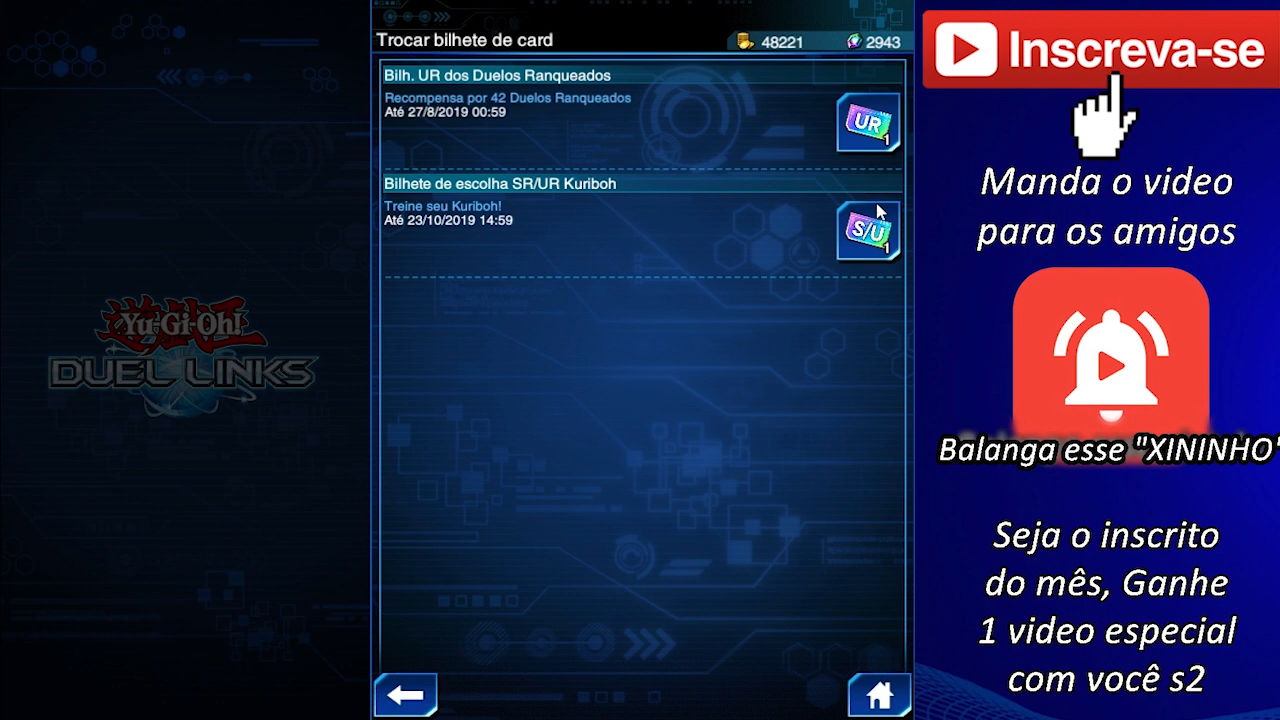 Trocar bilhete de card
48221
2943
Bilh. UR dos Duelos Ranqueados
Recompensa por 42 Duelos Ranqueados
Até 27/8/2019 00:59
UR
1
Bilhete de escolha SR/UR Kuriboh
Treine seu Kuriboh!
Até 23/10/2019 14:59
S/U
1
Yu-Gi-Oh!
DUEL LINKS
Inscreva-se
Manda o video
para os amigos
Balanga esse "XININHO"
Seja o inscrito
do mês, Ganhe
1 video especial
com você s2